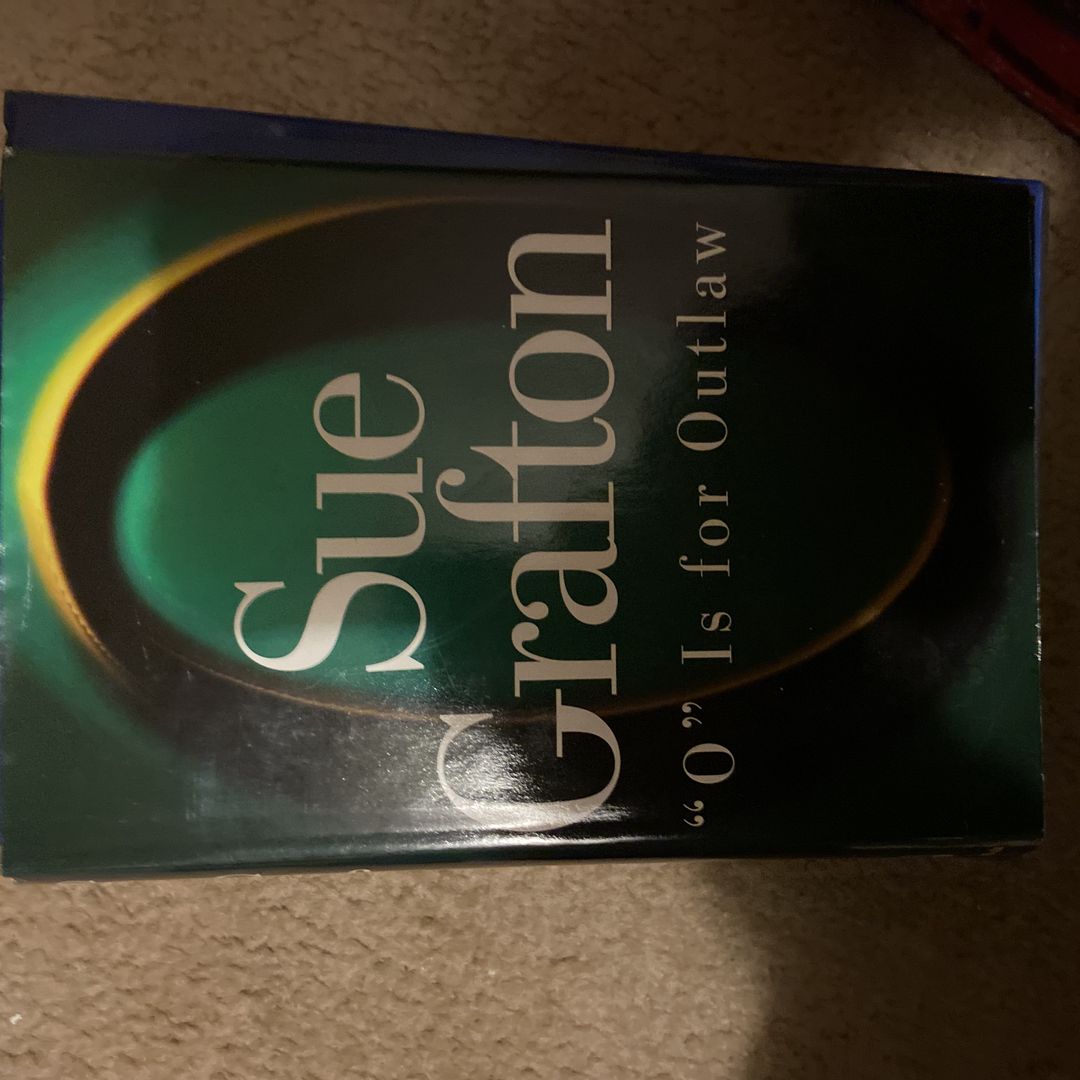 Sue
Grafton
“O” Is for Outlaw